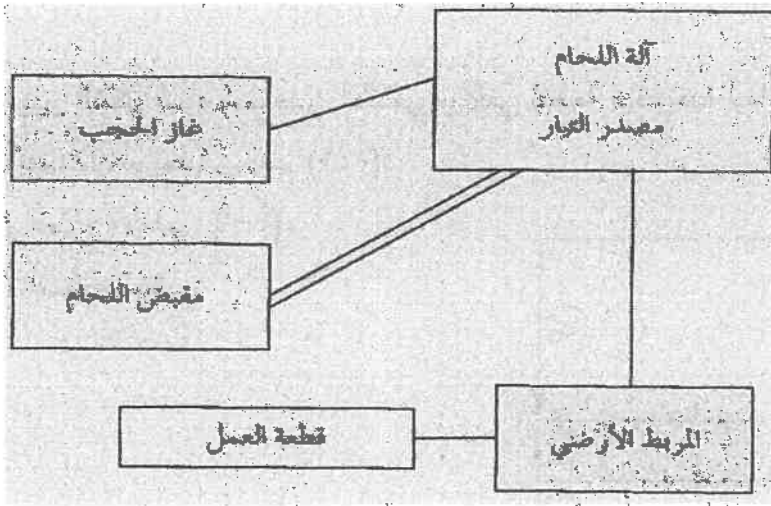 آلة اللحام
مصدر التيار
غاز الحجب
مقبض اللحام
المربط الأرضي
قطعة العمل